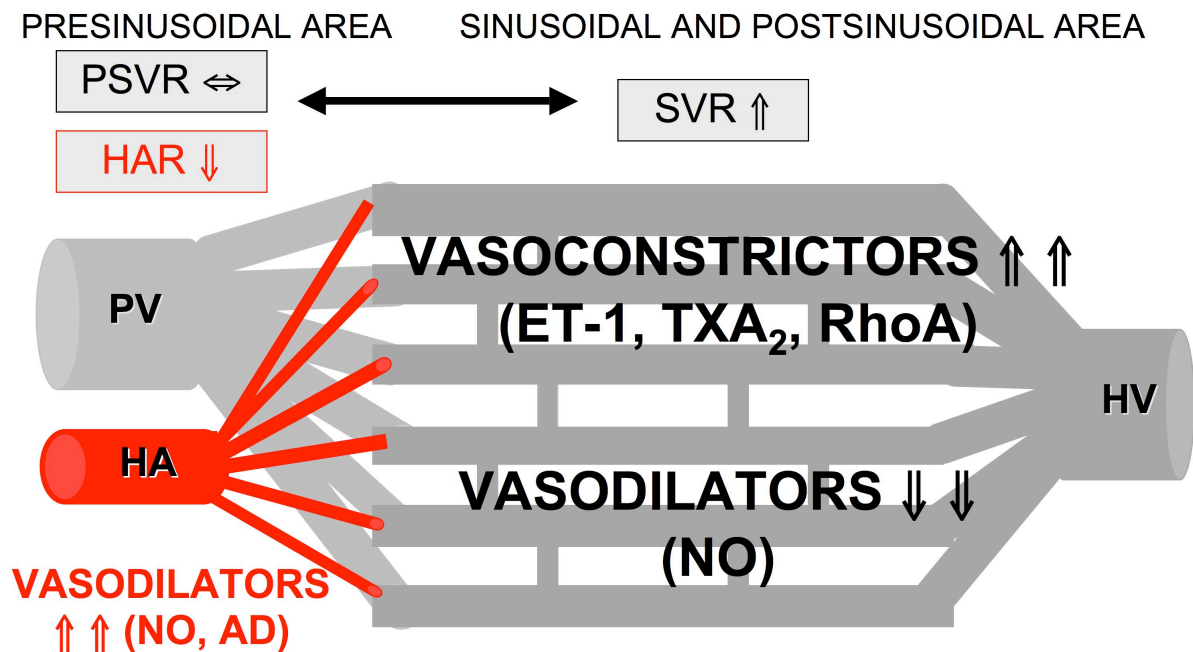 PRESINUSOIDAL AREA
SINUSOIDAL AND POSTSINUSOIDAL AREA
PSVR ⇔
SVR ⇑
HAR ⇓
VASOCONSTRICTORS ⇑ ⇑
(ET-1, TXA₂, RhoA)
PV
HV
HA
VASODILATORS ⇓ ⇓
(NO)
VASODILATORS
⇑ ⇑ (NO, AD)